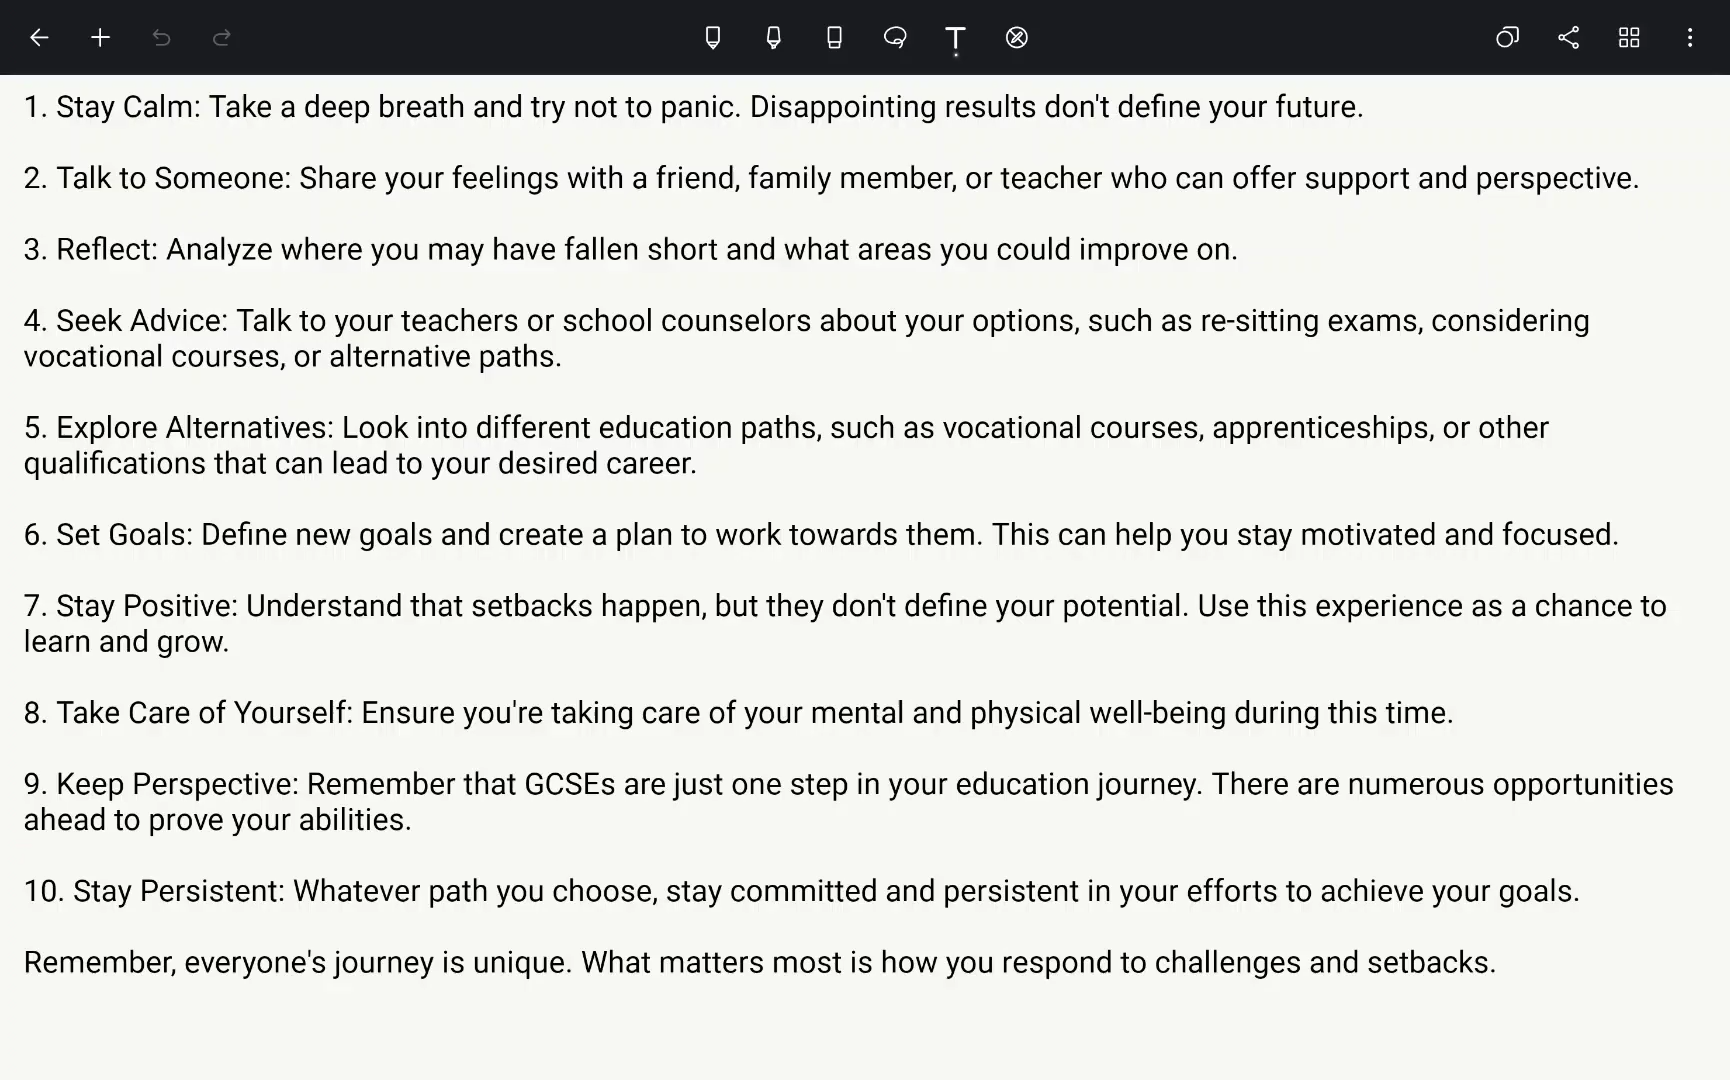 1. Stay Calm: Take a deep breath and try not to panic. Disappointing results don't define your future.
2. Talk to Someone: Share your feelings with a friend, family member, or teacher who can offer support and perspective.
3. Reflect: Analyze where you may have fallen short and what areas you could improve on.
4. Seek Advice: Talk to your teachers or school counselors about your options, such as re-sitting exams, considering
vocational courses, or alternative paths.
5. Explore Alternatives: Look into different education paths, such as vocational courses, apprenticeships, or other
qualifications that can lead to your desired career.
6. Set Goals: Define new goals and create a plan to work towards them. This can help you stay motivated and focused.
7. Stay Positive: Understand that setbacks happen, but they don't define your potential. Use this experience as a chance to
learn and grow.
8. Take Care of Yourself: Ensure you're taking care of your mental and physical well-being during this time.
9. Keep Perspective: Remember that GCSEs are just one step in your education journey. There are numerous opportunities
ahead to prove your abilities.
10. Stay Persistent: Whatever path you choose, stay committed and persistent in your efforts to achieve your goals.
Remember, everyone's journey is unique. What matters most is how you respond to challenges and setbacks.